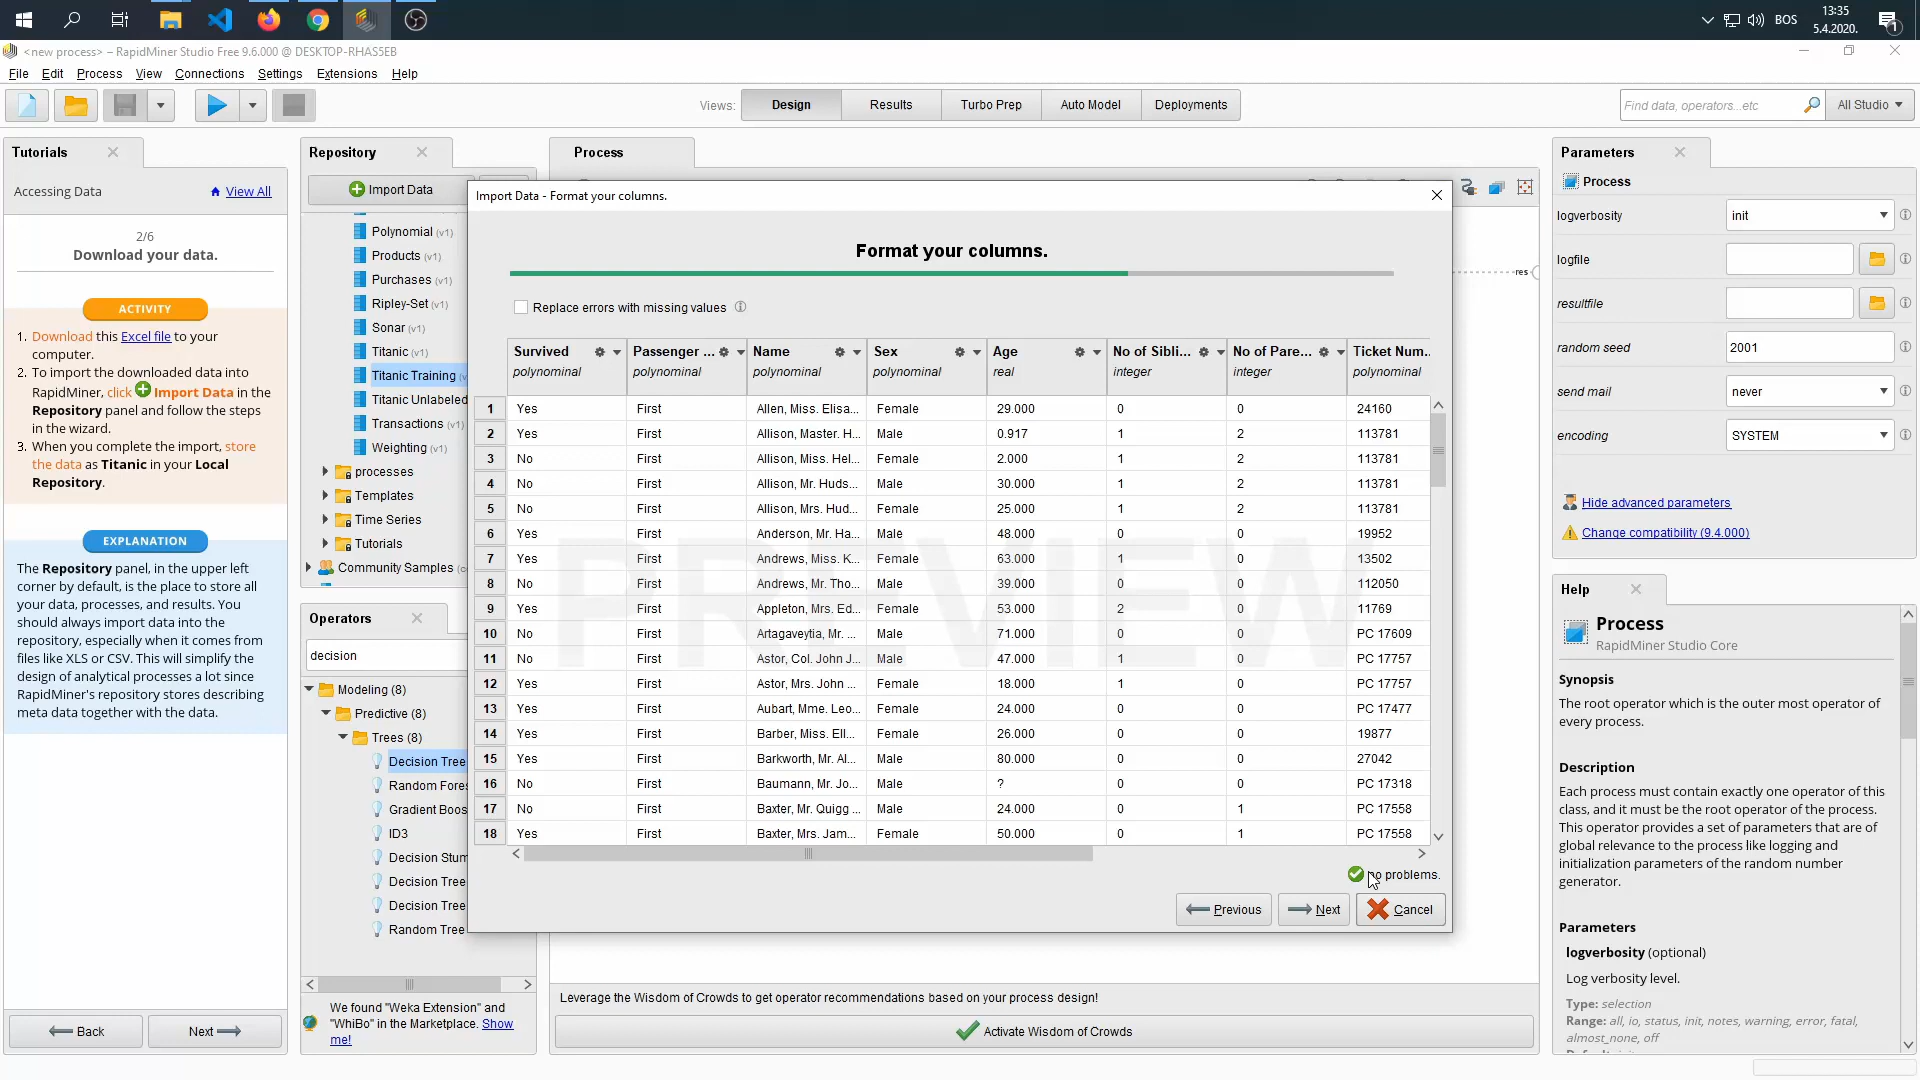 13:35
BOS
5.4.2020.
1
<new process> – RapidMiner Studio Free 9.6.000 @ DESKTOP-RHAS5EB
File Edit Process View Connections Settings Extensions Help
Views: Design Results Turbo Prep Auto Model Deployments
Find data, operators...etc
All Studio
Tutorials
Accessing Data
View All
2/6
Download your data.
ACTIVITY
1. Download this Excel file to your
computer.
2. To import the downloaded data into
RapidMiner, click Import Data in the
Repository panel and follow the steps
in the wizard.
3. When you complete the import, store
the data as Titanic in your Local
Repository.
EXPLANATION
The Repository panel, in the upper left
corner by default, is the place to store all
your data, processes, and results. You
should always import data into the
repository, especially when it comes from
files like XLS or CSV. This will simplify the
design of analytical processes a lot since
RapidMiner's repository stores describing
meta data together with the data.
Back
Next
Repository
Import Data
Polynomial (v1)
Products (v1)
Purchases (v1)
Ripley-Set (v1)
Sonar (v1)
Titanic (v1)
Titanic Training
Titanic Unlabeled
Transactions (v1)
Weighting (v1)
processes
Templates
Time Series
Tutorials
Community Samples
Operators
decision
Modeling (8)
Predictive (8)
Trees (8)
Decision Tree
Random Fores
Gradient Boos
ID3
Decision Stum
Decision Tree
Decision Tree
Random Tree
We found "Weka Extension" and
"WhiBo" in the Marketplace. Show
me!
Process
res
Import Data - Format your columns.
Format your columns.
Replace errors with missing values
Survived Passenger ... Name Sex Age No of Sibli... No of Pare... Ticket Num..
polynominal polynominal polynominal polynominal real integer integer polynominal
1 Yes First Allen, Miss. Elisa... Female 29.000 0 0 24160
2 Yes First Allison, Master. H... Male 0.917 1 2 113781
3 No First Allison, Miss. Hel... Female 2.000 1 2 113781
4 No First Allison, Mr. Huds... Male 30.000 1 2 113781
5 No First Allison, Mrs. Hud... Female 25.000 1 2 113781
6 Yes First Anderson, Mr. Ha... Male 48.000 0 0 19952
7 Yes First Andrews, Miss. K... Female 63.000 1 0 13502
8 No First Andrews, Mr. Tho... Male 39.000 0 0 112050
9 Yes First Appleton, Mrs. Ed... Female 53.000 2 0 11769
10 No First Artagaveytia, Mr. ... Male 71.000 0 0 PC 17609
11 No First Astor, Col. John J... Male 47.000 1 0 PC 17757
12 Yes First Astor, Mrs. John ... Female 18.000 1 0 PC 17757
13 Yes First Aubart, Mme. Leo... Female 24.000 0 0 PC 17477
14 Yes First Barber, Miss. Ell... Female 26.000 0 0 19877
15 Yes First Barkworth, Mr. Al... Male 80.000 0 0 27042
16 No First Baumann, Mr. Jo... Male ? 0 0 PC 17318
17 No First Baxter, Mr. Quigg ... Male 24.000 0 1 PC 17558
18 Yes First Baxter, Mrs. Jam... Female 50.000 0 1 PC 17558
PREVIEW
no problems.
Previous
Next
Cancel
Leverage the Wisdom of Crowds to get operator recommendations based on your process design!
Activate Wisdom of Crowds
Parameters
Process
logverbosity init
logfile
resultfile
random seed 2001
send mail never
encoding SYSTEM
Hide advanced parameters
Change compatibility (9.4.000)
Help
Process
RapidMiner Studio Core
Synopsis
The root operator which is the outer most operator of
every process.
Description
Each process must contain exactly one operator of this
class, and it must be the root operator of the process.
This operator provides a set of parameters that are of
global relevance to the process like logging and
initialization parameters of the random number
generator.
Parameters
logverbosity (optional)
Log verbosity level.
Type: selection
Range: all, io, status, init, notes, warning, error, fatal,
almost_none, off